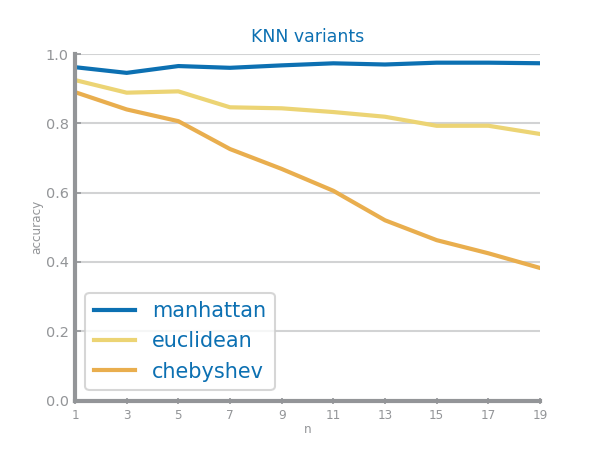 KNN variants
1.0
0.8
0.6
0.4
0.2
0.0
accuracy
manhattan
euclidean
chebyshev
1 3 5 7 9 11 13 15 17 19
n